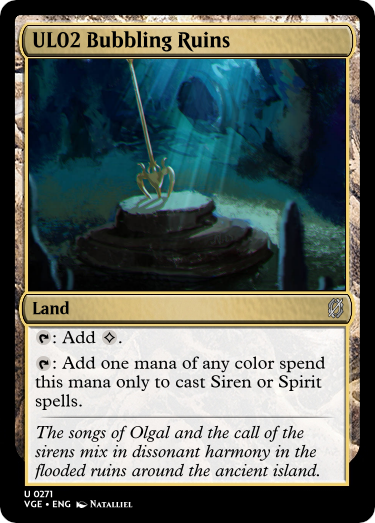 UL02 Bubbling Ruins
Land
: Add .
: Add one mana of any color spend
this mana only to cast Siren or Spirit
spells.
The songs of Olgal and the call of the
sirens mix in dissonant harmony in the
flooded ruins around the ancient island.
U 0271
VGE • ENG Natalliel